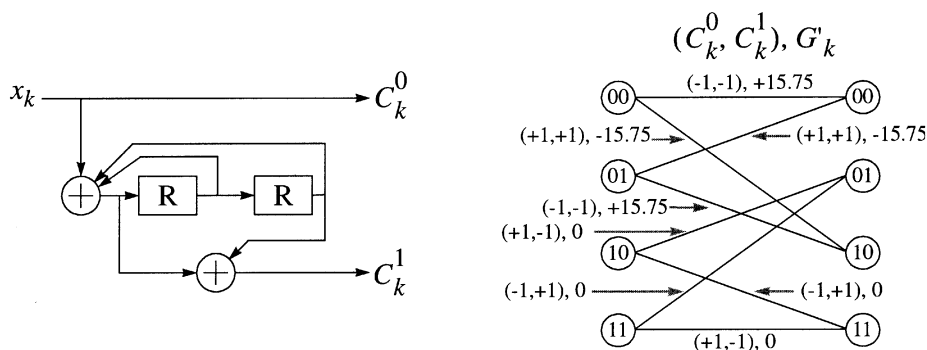 (C_k^0, C_k^1), G'_k
x_k
C_k^0
R
R
C_k^1
(-1,-1), +15.75
00
00
(+1,+1), -15.75
(+1,+1), -15.75
01
01
(-1,-1), +15.75
(+1,-1), 0
10
10
(-1,+1), 0
(-1,+1), 0
11
11
(+1,-1), 0